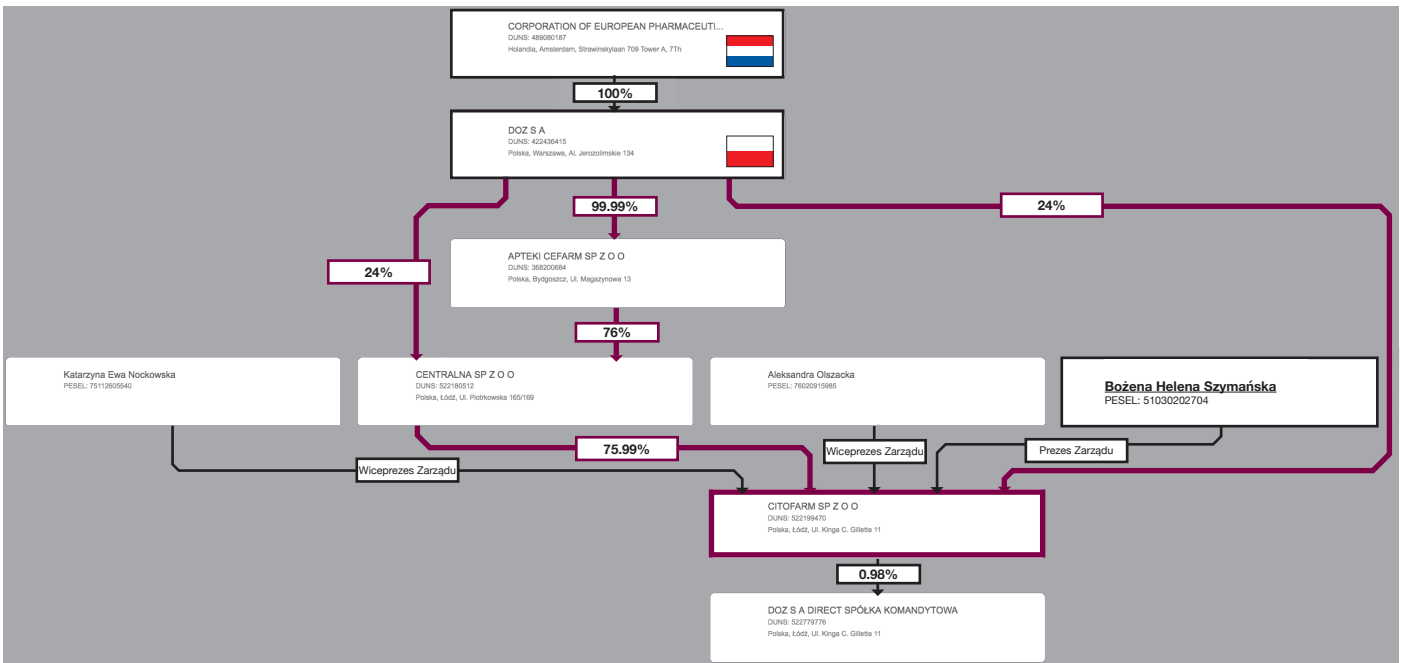 CORPORATION OF EUROPEAN PHARMACEUTI...
DUNS: 489080187
Holandia, Amsterdam, Strawinskylaan 709 Tower A, 7Th
100%
DOZ S A
DUNS: 422436415
Polska, Warszawa, Al. Jerozolimskie 134
99.99%
24%
APTEKI CEFARM SP Z O O
DUNS: 368200684
Polska, Bydgoszcz, Ul. Magazynowa 13
24%
76%
Katarzyna Ewa Nockowska
PESEL: 75112605540
CENTRALNA SP Z O O
DUNS: 522180512
Polska, Łódź, Ul. Piotrkowska 165/169
Aleksandra Olszacka
PESEL: 76020915985
Bożena Helena Szymańska
PESEL: 51030202704
75.99%
Wiceprezes Zarządu
Prezes Zarządu
Wiceprezes Zarządu
CITOFARM SP Z O O
DUNS: 522199470
Polska, Łódź, Ul. Kinga C. Gillette 11
0.98%
DOZ S A DIRECT SPÓŁKA KOMANDYTOWA
DUNS: 522779776
Polska, Łódź, Ul. Kinga C. Gillette 11